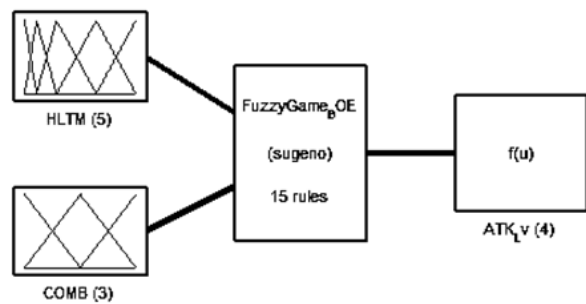 HLTM (5)
COMB (3)
FuzzyGame_BOE
(sugeno)
15 rules
f(u)
ATK_Lv (4)